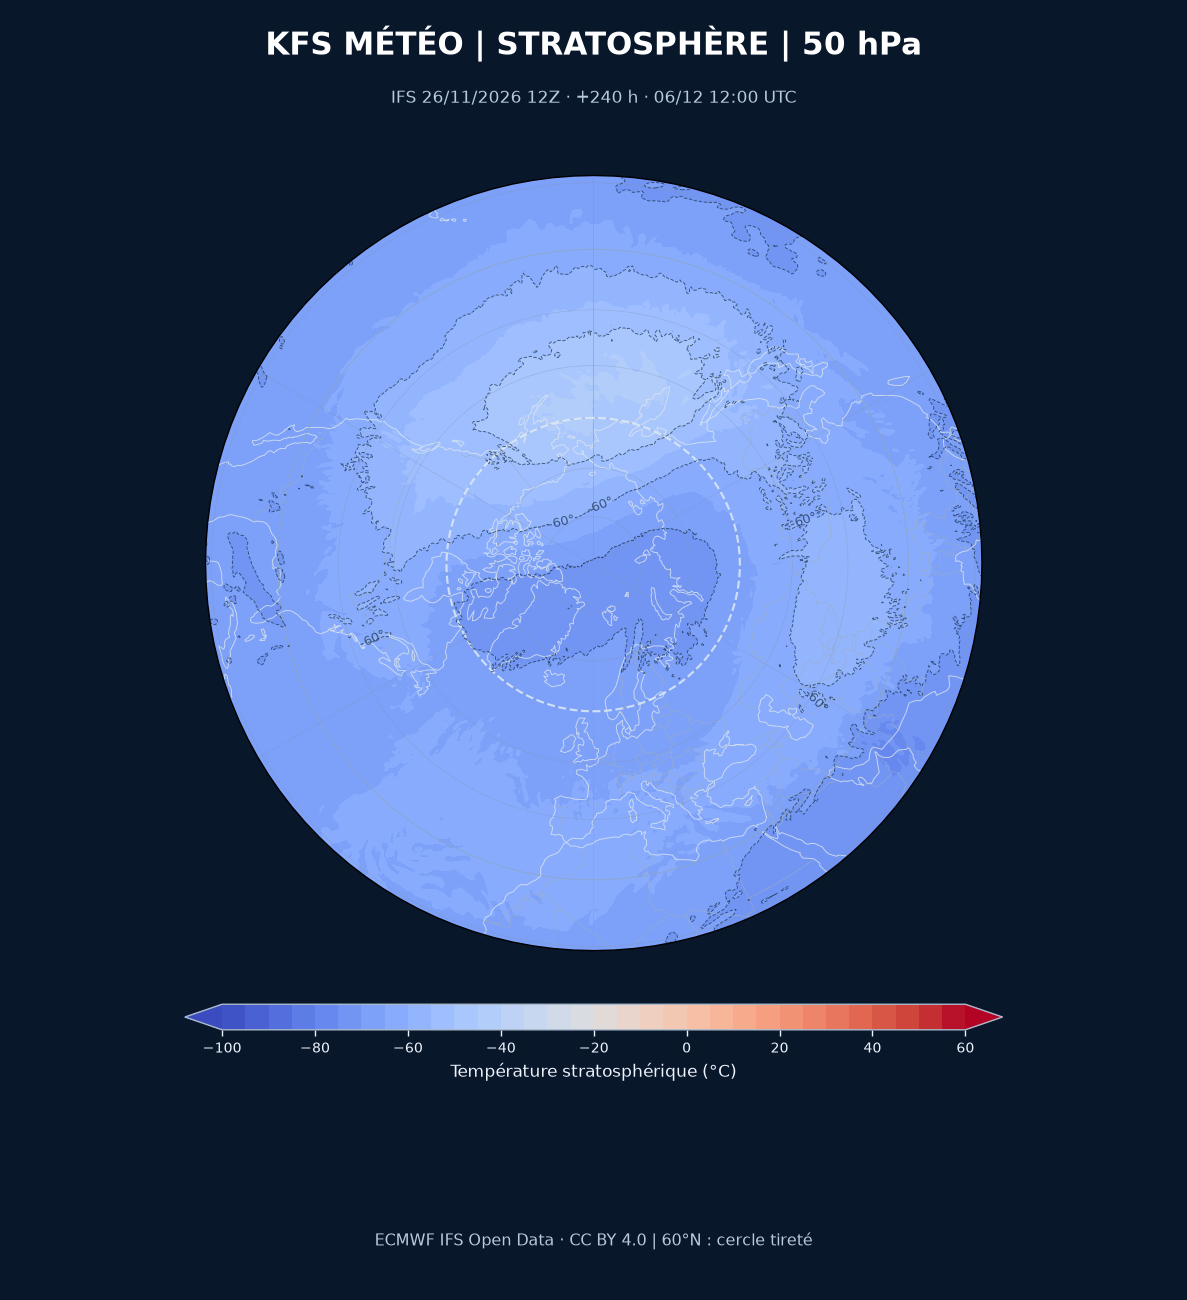 KFS MÉTÉO | STRATOSPHÈRE | 50 hPa
IFS 26/11/2026 12Z · +240 h · 06/12 12:00 UTC
-60°
-60°
-60°
-60°
-60°
−100 −80 −60 −40 −20 0 20 40 60
Température stratosphérique (°C)
ECMWF IFS Open Data · CC BY 4.0 | 60°N : cercle tireté